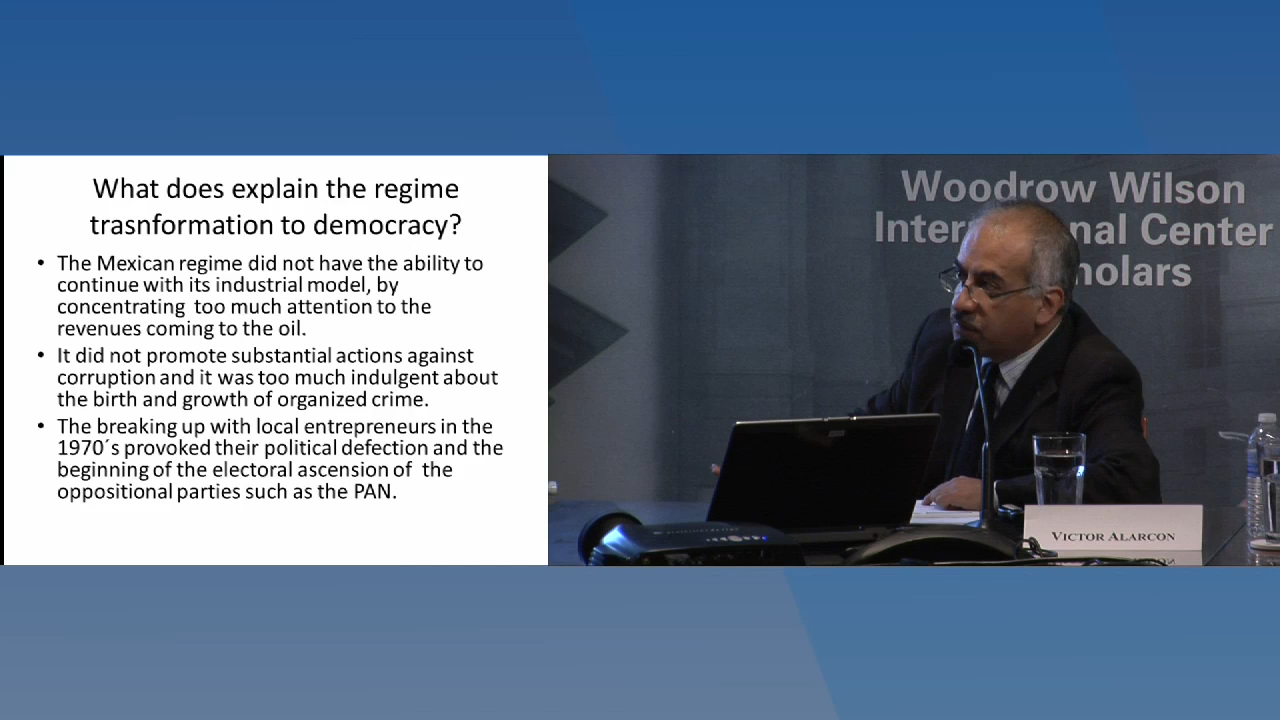 What does explain the regime
trasnformation to democracy?
• The Mexican regime did not have the ability to
continue with its industrial model, by
concentrating too much attention to the
revenues coming to the oil.
• It did not promote substantial actions against
corruption and it was too much indulgent about
the birth and growth of organized crime.
• The breaking up with local entrepreneurs in the
1970´s provoked their political defection and the
beginning of the electoral ascension of the
oppositional parties such as the PAN.
Woodrow Wilson
Inter nal Center
holars
VICTOR ALARCON